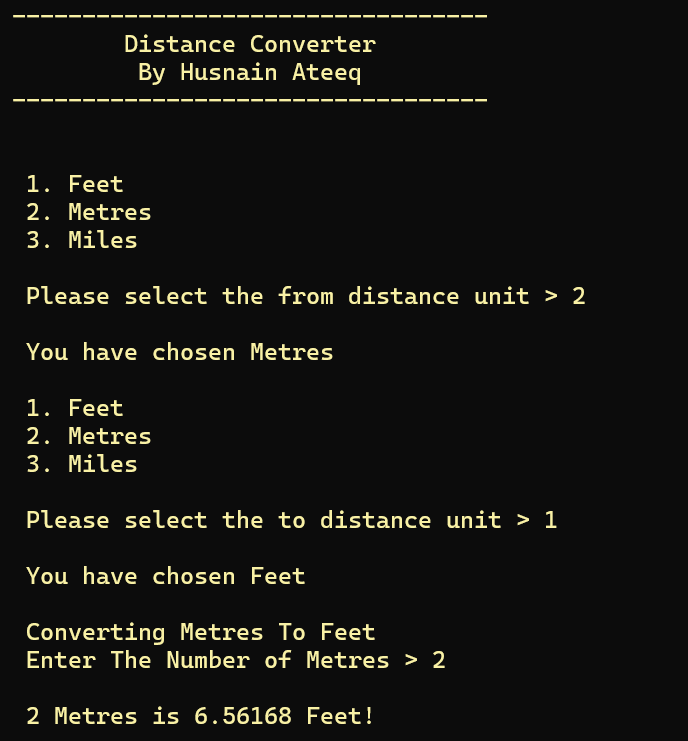 ----------------------------------
Distance Converter
By Husnain Ateeq
----------------------------------
1. Feet
2. Metres
3. Miles
Please select the from distance unit > 2
You have chosen Metres
1. Feet
2. Metres
3. Miles
Please select the to distance unit > 1
You have chosen Feet
Converting Metres To Feet
Enter The Number of Metres > 2
2 Metres is 6.56168 Feet!